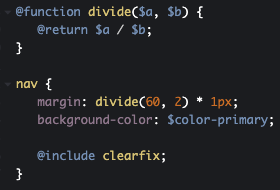 @function divide($a, $b) {
@return $a / $b;
}
nav {
margin: divide(60, 2) * 1px;
background-color: $color-primary;
@include clearfix;
}